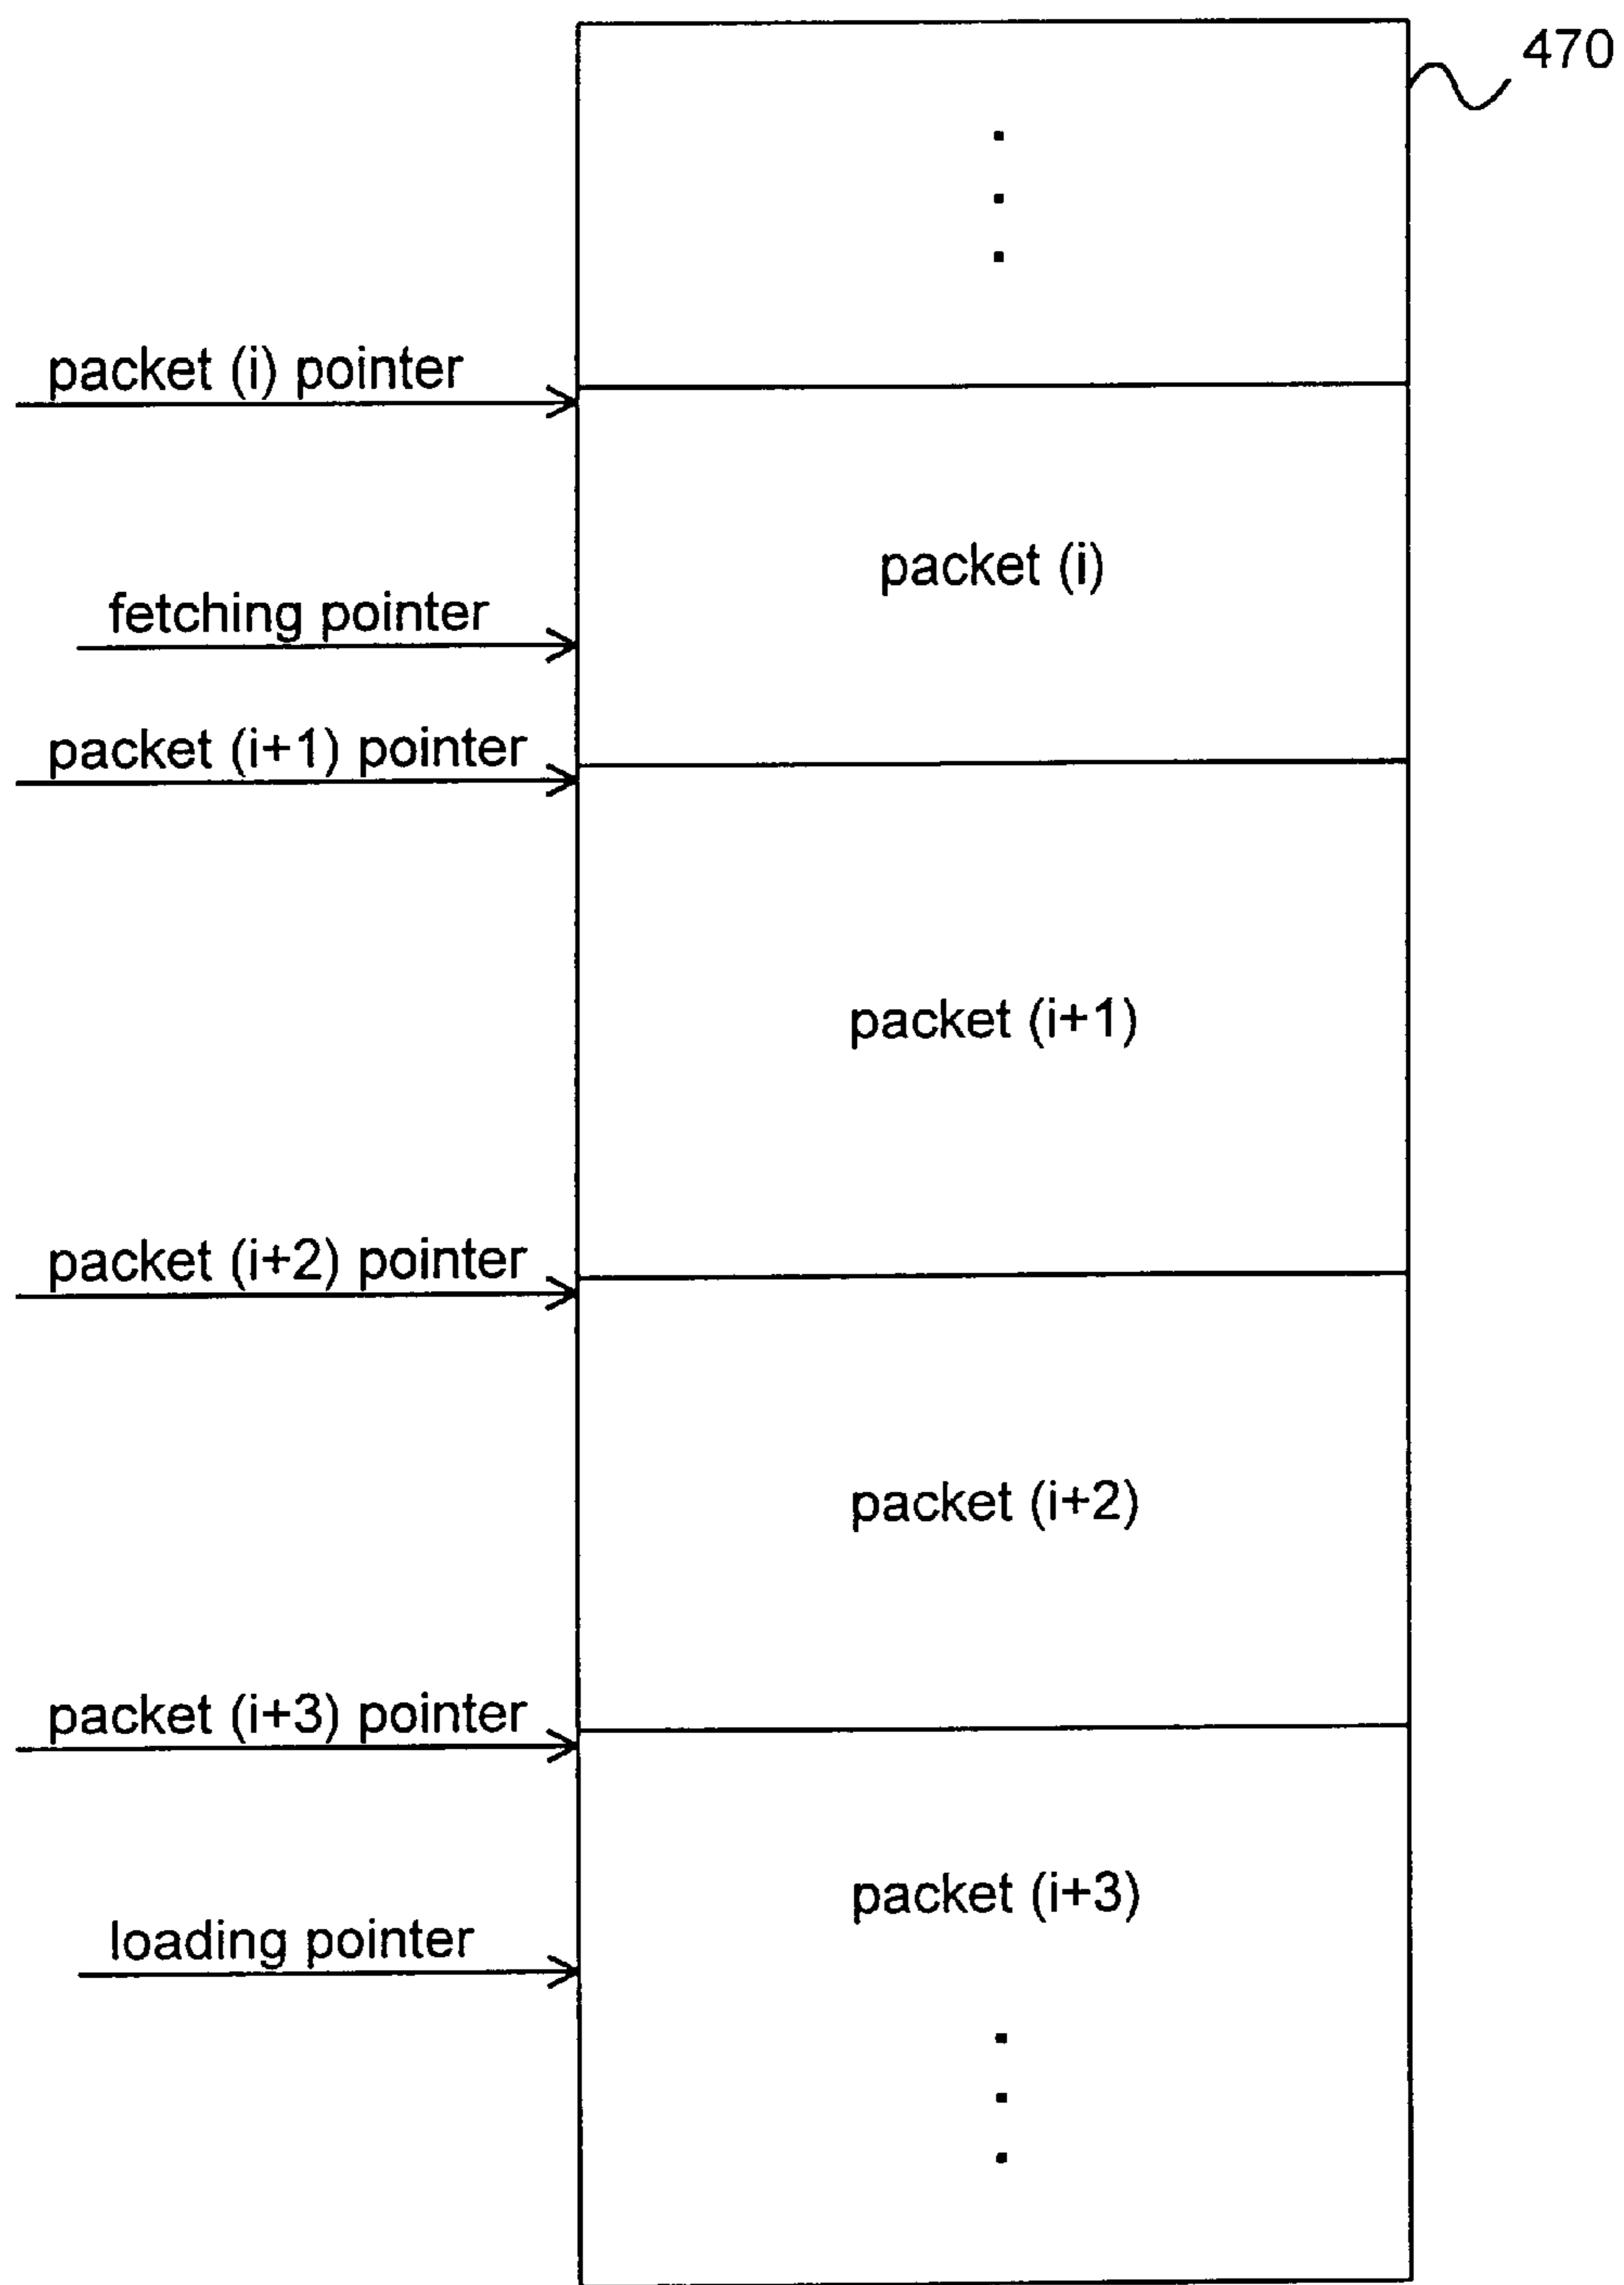 470
packet (i) pointer
packet (i)
fetching pointer
packet (i+1) pointer
packet (i+1)
packet (i+2) pointer
packet (i+2)
packet (i+3) pointer
packet (i+3)
loading pointer